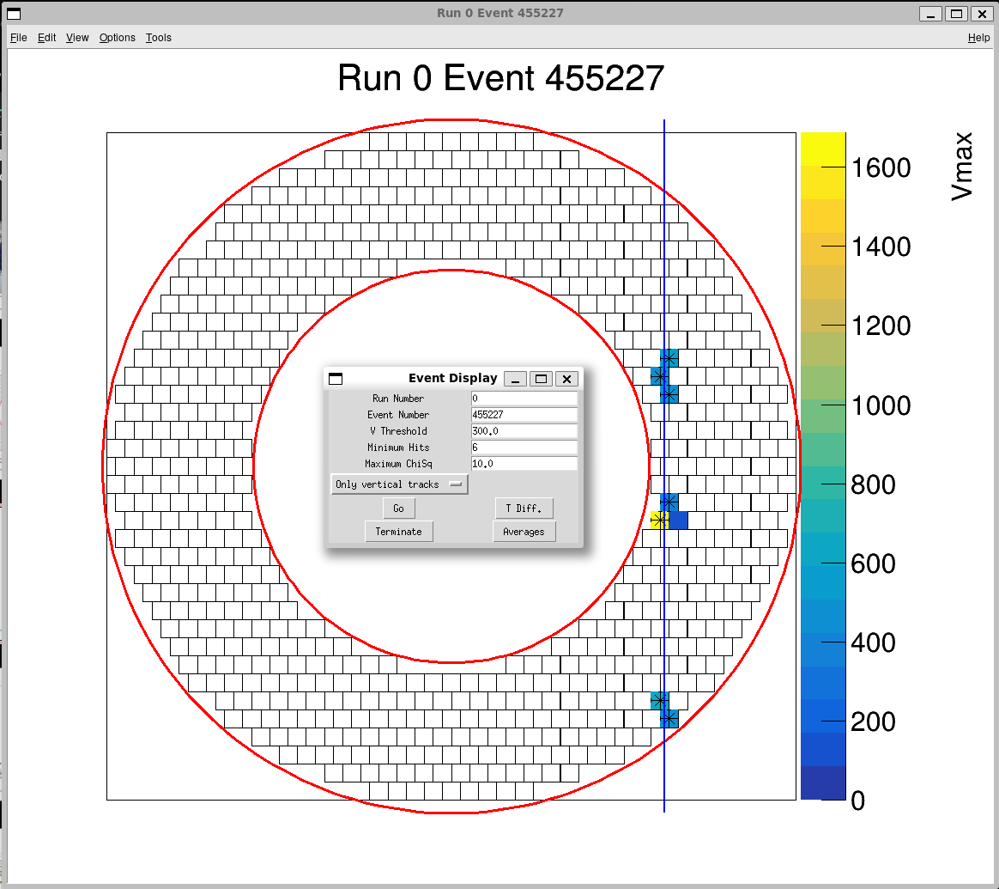 Run 0 Event 455227
File Edit View Options Tools Help
Run 0 Event 455227
Vmax
1600
1400
1200
1000
800
600
400
200
0
Event Display
Run Number 0
Event Number 455227
V Threshold 300.0
Minimum Hits 6
Maximum ChiSq 10.0
Only vertical tracks
Go T Diff.
Terminate Averages